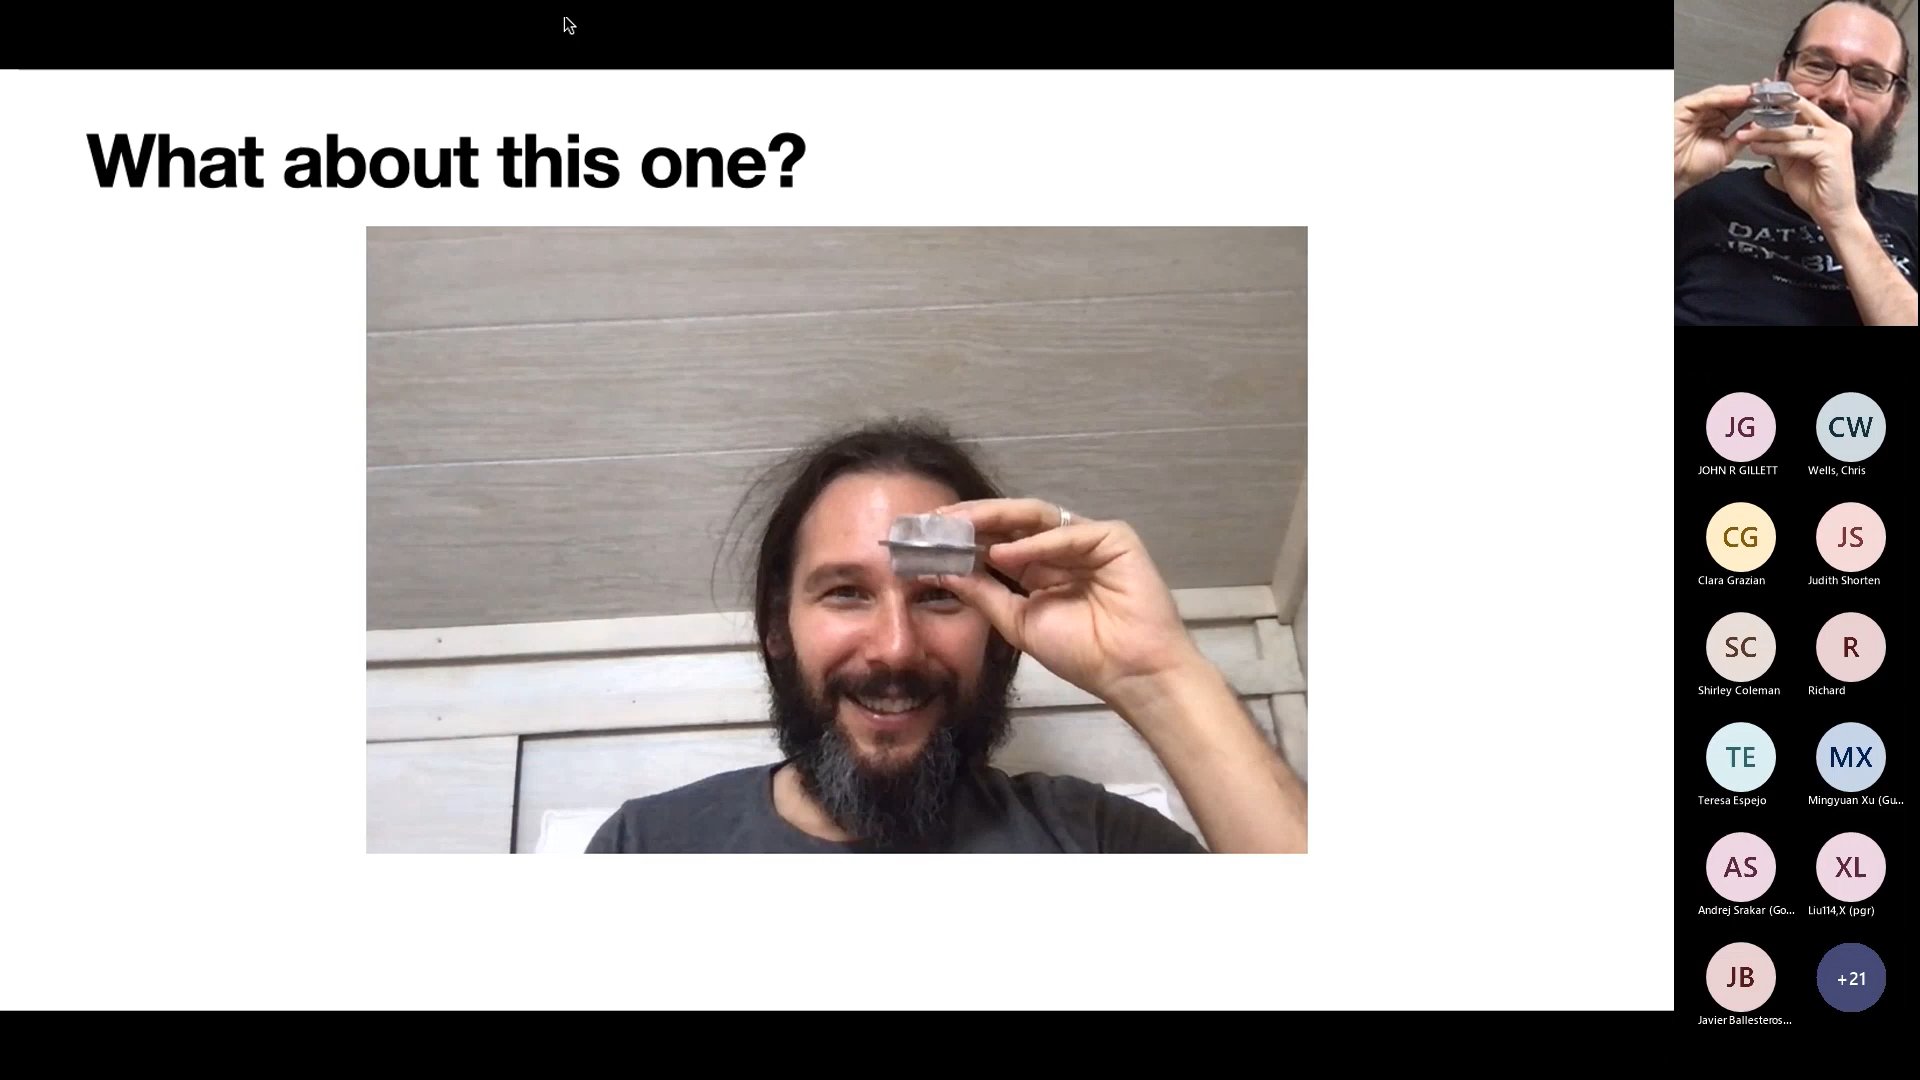 What about this one?
JG
CW
JOHN R GILLETT
Wells, Chris
CG
JS
Clara Grazian
Judith Shorten
SC
R
Shirley Coleman
Richard
TE
MX
Teresa Espejo
Mingyuan Xu (Gu...
AS
XL
Andrej Srakar (Go...
Liu114,X (pgr)
JB
+21
Javier Ballesteros...